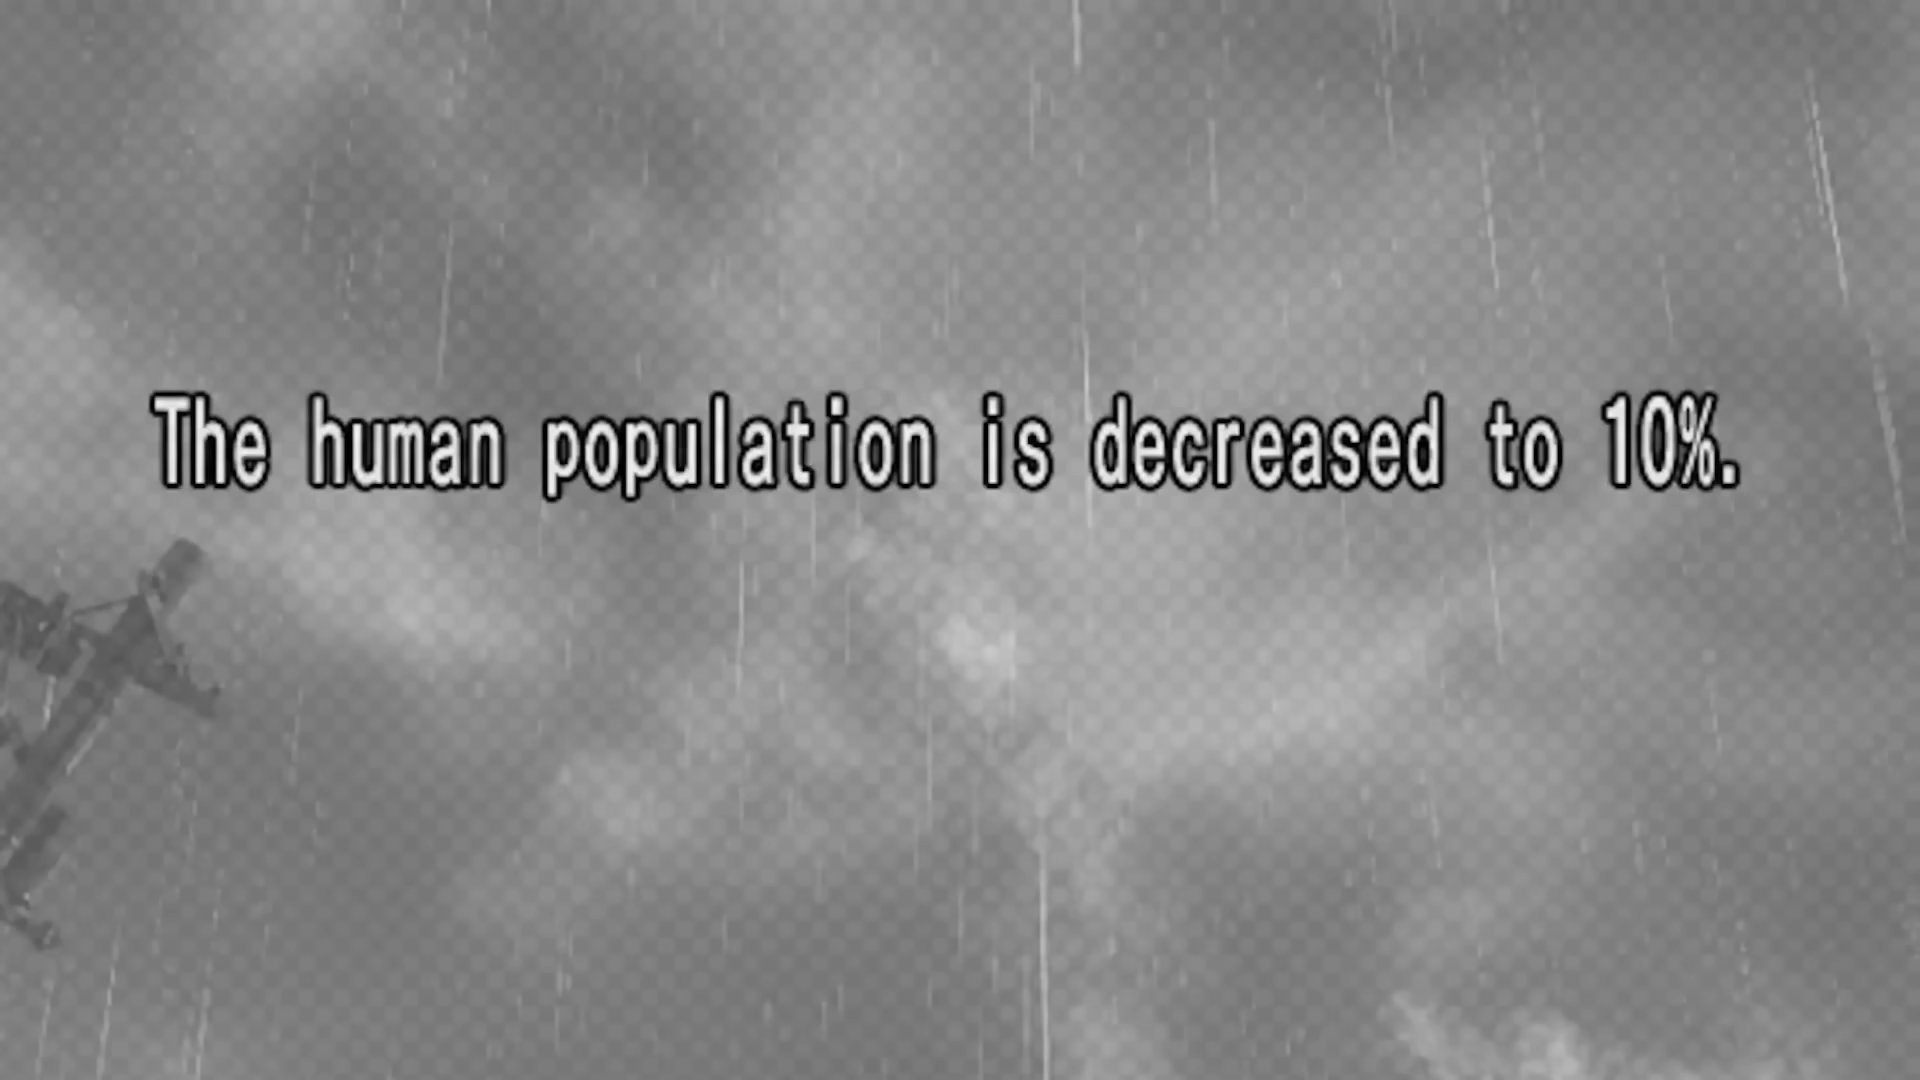 The human population is decreased to 10%.